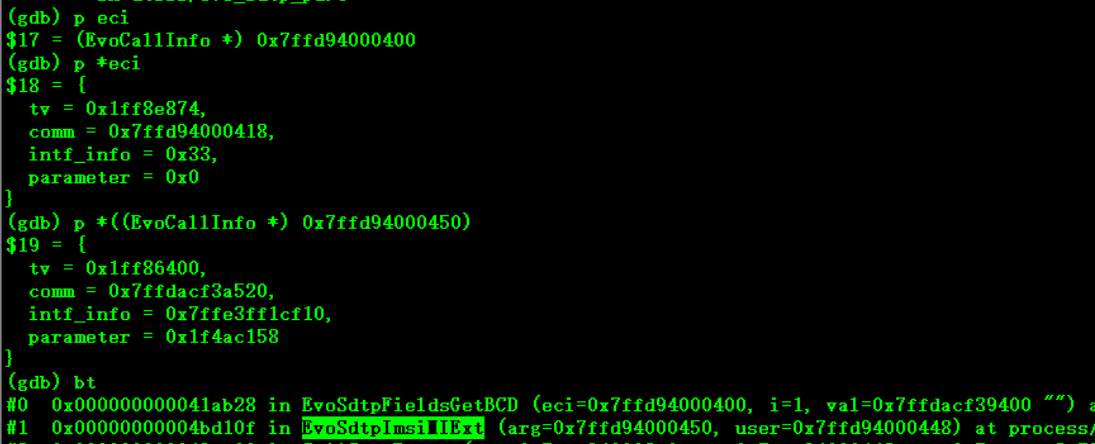 (gdb) p eci
$17 = (EvoCallInfo *) 0x7ffd94000400
(gdb) p *eci
$18 = {
  tv = 0x1ff8e874,
  comm = 0x7ffd94000418,
  intf_info = 0x33,
  parameter = 0x0
}
(gdb) p *((EvoCallInfo *) 0x7ffd94000450)
$19 = {
  tv = 0x1ff86400,
  comm = 0x7ffdacf3a520,
  intf_info = 0x7ffe3ff1cf10,
  parameter = 0x1f4ac158
}
(gdb) bt
#0  0x000000000041ab28 in EvoSdtpFieldsGetBCD (eci=0x7ffd94000400, i=1, val=0x7ffdacf39400 "") a
#1  0x00000000004bd10f in (arg=0x7ffd94000450, user=0x7ffd94000448) at process/